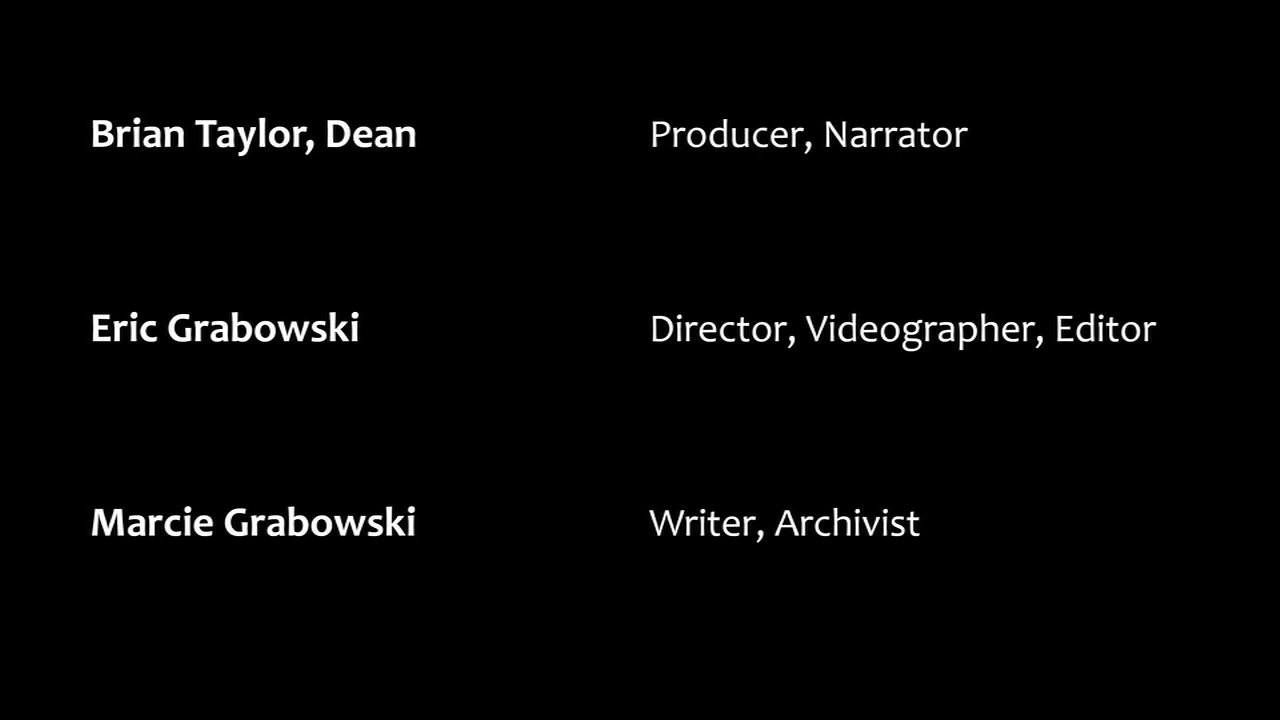 Brian Taylor, Dean Producer, Narrator
Eric Grabowski Director, Videographer, Editor
Marcie Grabowski Writer, Archivist